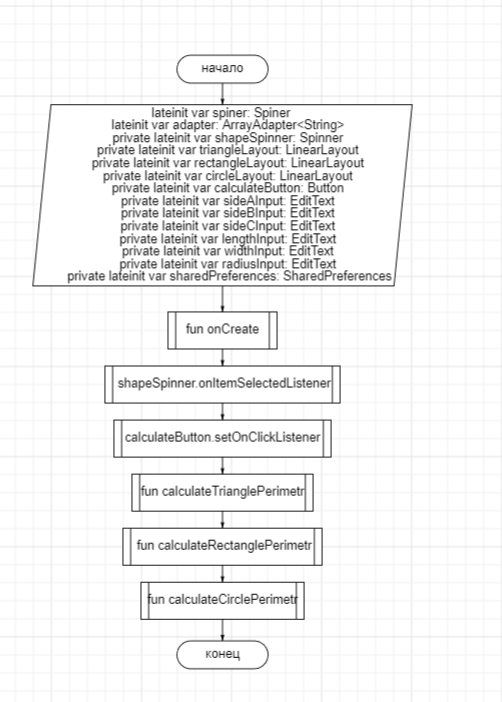 начало
lateinit var spiner: Spiner
lateinit var adapter: ArrayAdapter<String>
private lateinit var shapeSpinner: Spinner
private lateinit var triangleLayout: LinearLayout
private lateinit var rectangleLayout: LinearLayout
private lateinit var circleLayout: LinearLayout
private lateinit var calculateButton: Button
private lateinit var sideAInput: EditText
private lateinit var sideBInput: EditText
private lateinit var sideCInput: EditText
private lateinit var lengthInput: EditText
private lateinit var widthInput: EditText
private lateinit var radiusInput: EditText
private lateinit var sharedPreferences: SharedPreferences
fun onCreate
shapeSpinner.onItemSelectedListener
calculateButton.setOnClickListener
fun calculateTrianglePerimetr
fun calculateRectanglePerimetr
fun calculateCirclePerimetr
конец